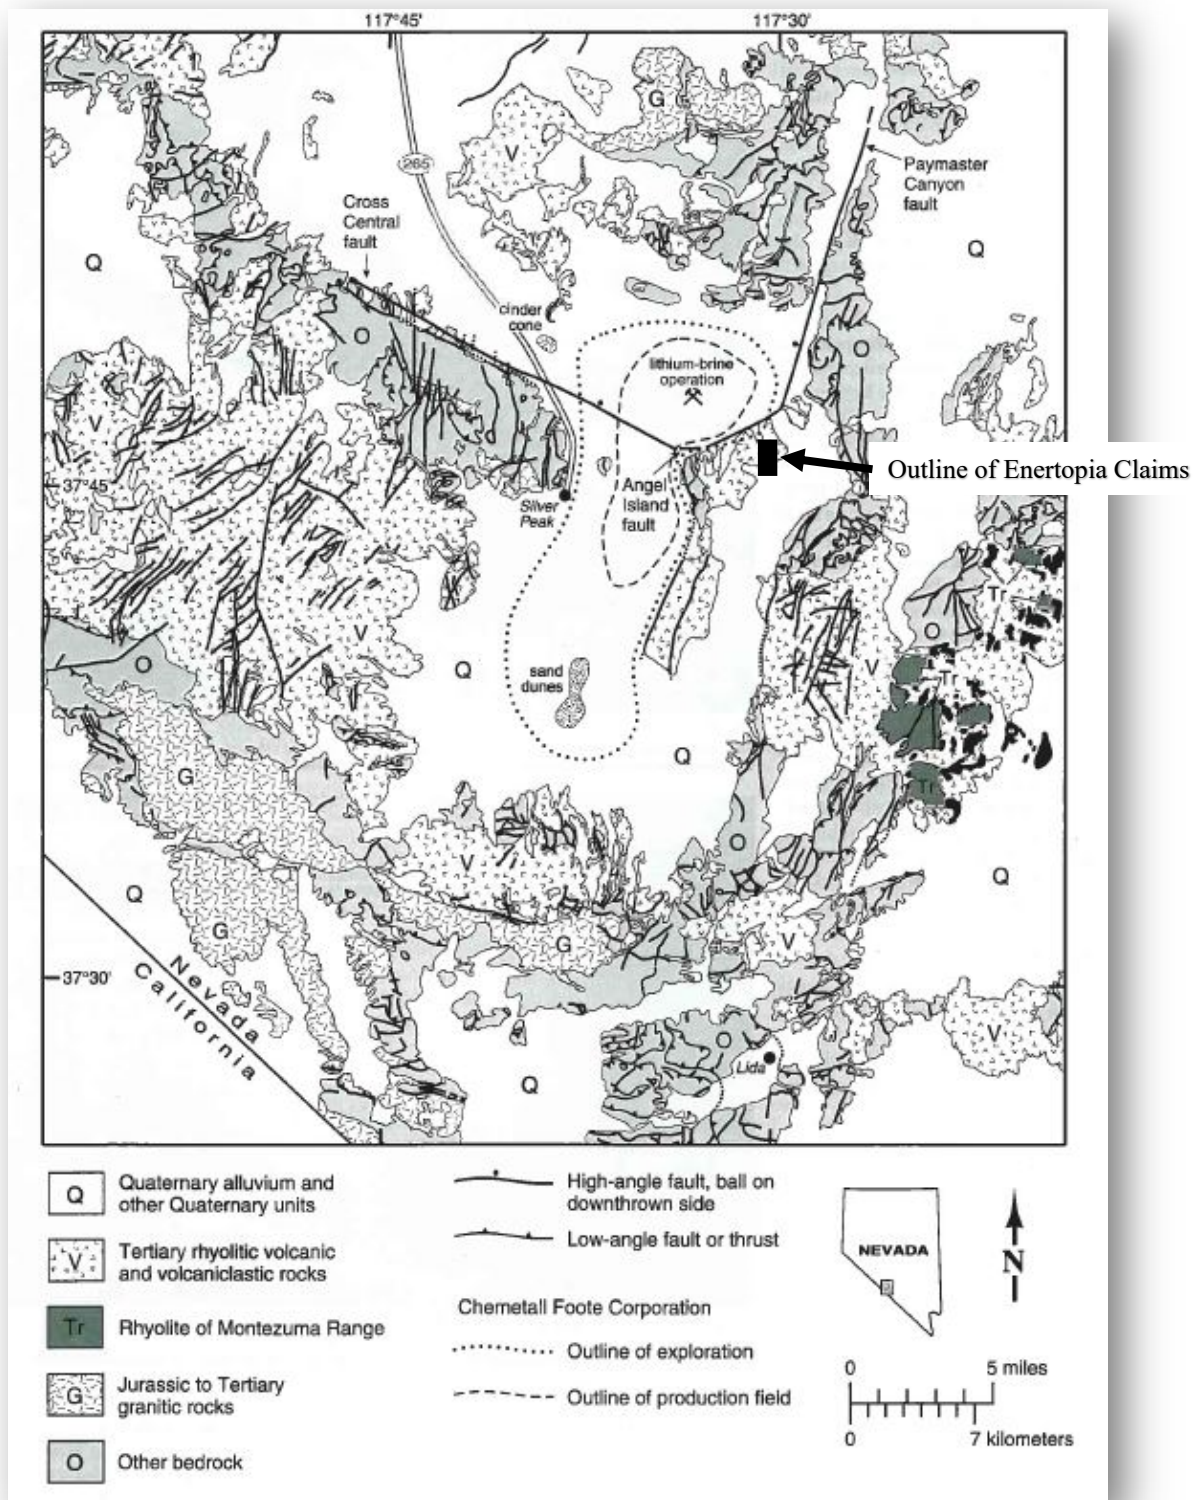 117°45'
117°30'
G
V
265
Paymaster
Canyon
fault
Cross
Central
fault
Q
Q
cinder
cone
O
O
lithium-brine
operation
V
Outline of Enertopia Claims
37°45'
Silver
Peak
Angel
Island
fault
Tr
O
V
O
Q
sand
dunes
V
Tr
Q
G
Tr
V
O
Q
Q
G
G
V
O
37°30'
Nevada
California
V
O
Lida
Q
Q
Quaternary alluvium and
other Quaternary units
V
Tertiary rhyolitic volcanic
and volcaniclastic rocks
Tr
Rhyolite of Montezuma Range
G
Jurassic to Tertiary
granitic rocks
O
Other bedrock
High-angle fault, ball on
downthrown side
Low-angle fault or thrust
Chemetall Foote Corporation
Outline of exploration
Outline of production field
NEVADA
N
0
5 miles
0
7 kilometers